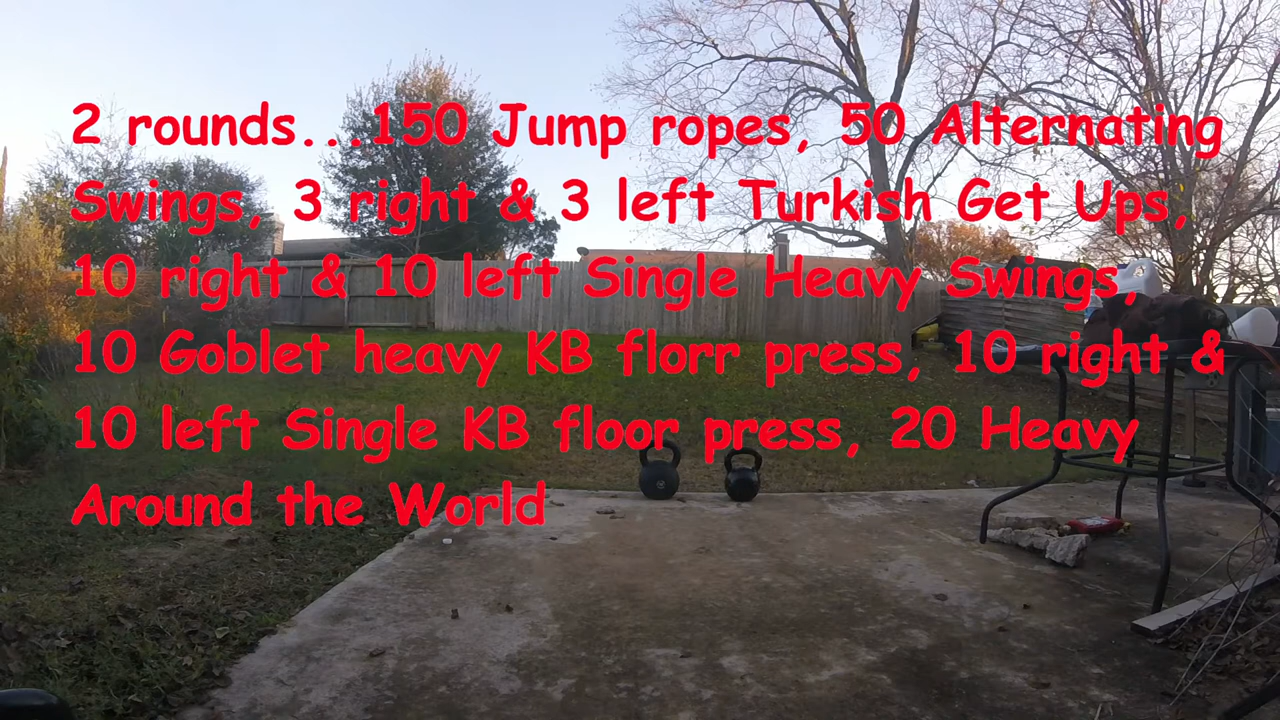 2 rounds...150 Jump ropes, 50 Alternating
Swings, 3 right & 3 left Turkish Get Ups,
10 right & 10 left Single Heavy Swings,
10 Goblet heavy KB florr press, 10 right &
10 left Single KB floor press, 20 Heavy
Around the World